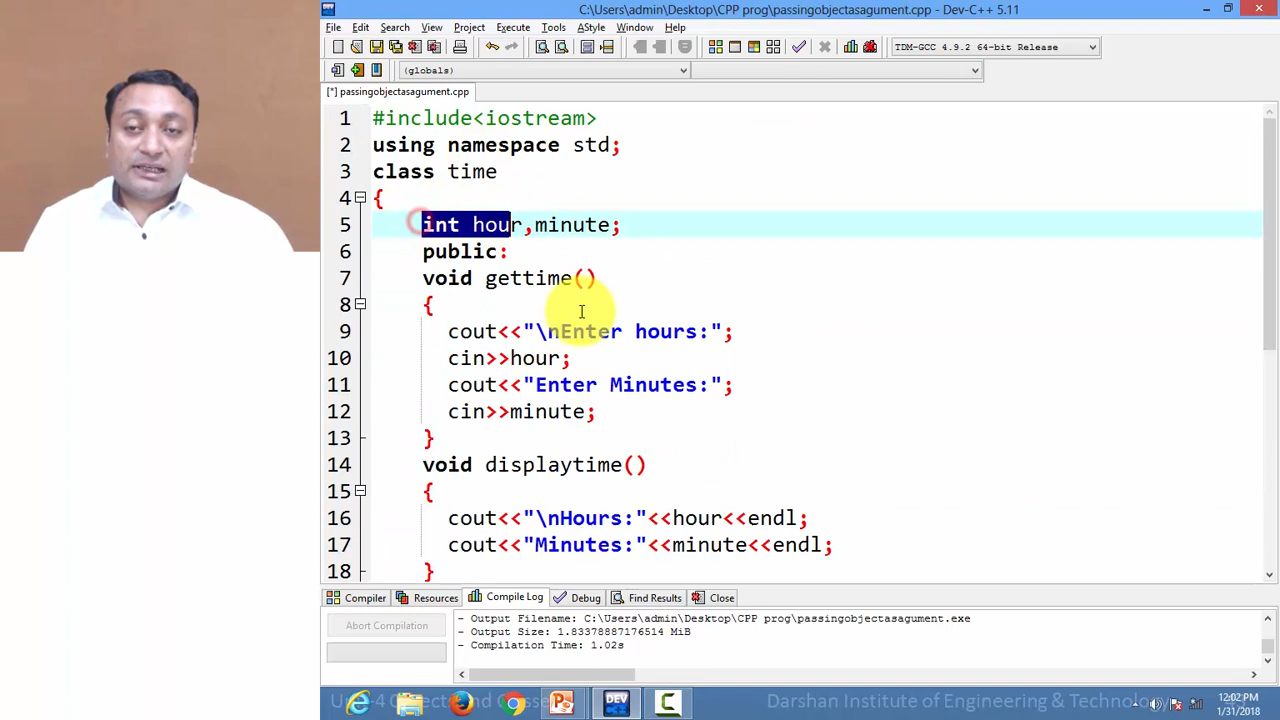 C:\Users\admin\Desktop\CPP prog\passingobjectasagument.cpp - Dev-C++ 5.11
File Edit Search View Project Execute Tools AStyle Window Help
TDM-GCC 4.9.2 64-bit Release
(globals)
[*] passingobjectasagument.cpp
1 #include<iostream>
2 using namespace std;
3 class time
4 {
5 int hour,minute;
6 public:
7 void gettime()
8 {
9 cout<<"\nEnter hours:";
10 cin>>hour;
11 cout<<"Enter Minutes:";
12 cin>>minute;
13 }
14 void displaytime()
15 {
16 cout<<"\nHours:"<<hour<<endl;
17 cout<<"Minutes:"<<minute<<endl;
18 }
Compiler Resources Compile Log Debug Find Results Close
Abort Compilation
- Output Filename: C:\Users\admin\Desktop\CPP prog\passingobjectasagument.exe
- Output Size: 1.83378887176514 MiB
- Compilation Time: 1.02s
DEV
Darshan Institute of Engineering & Technology
12:02 PM
1/31/2018